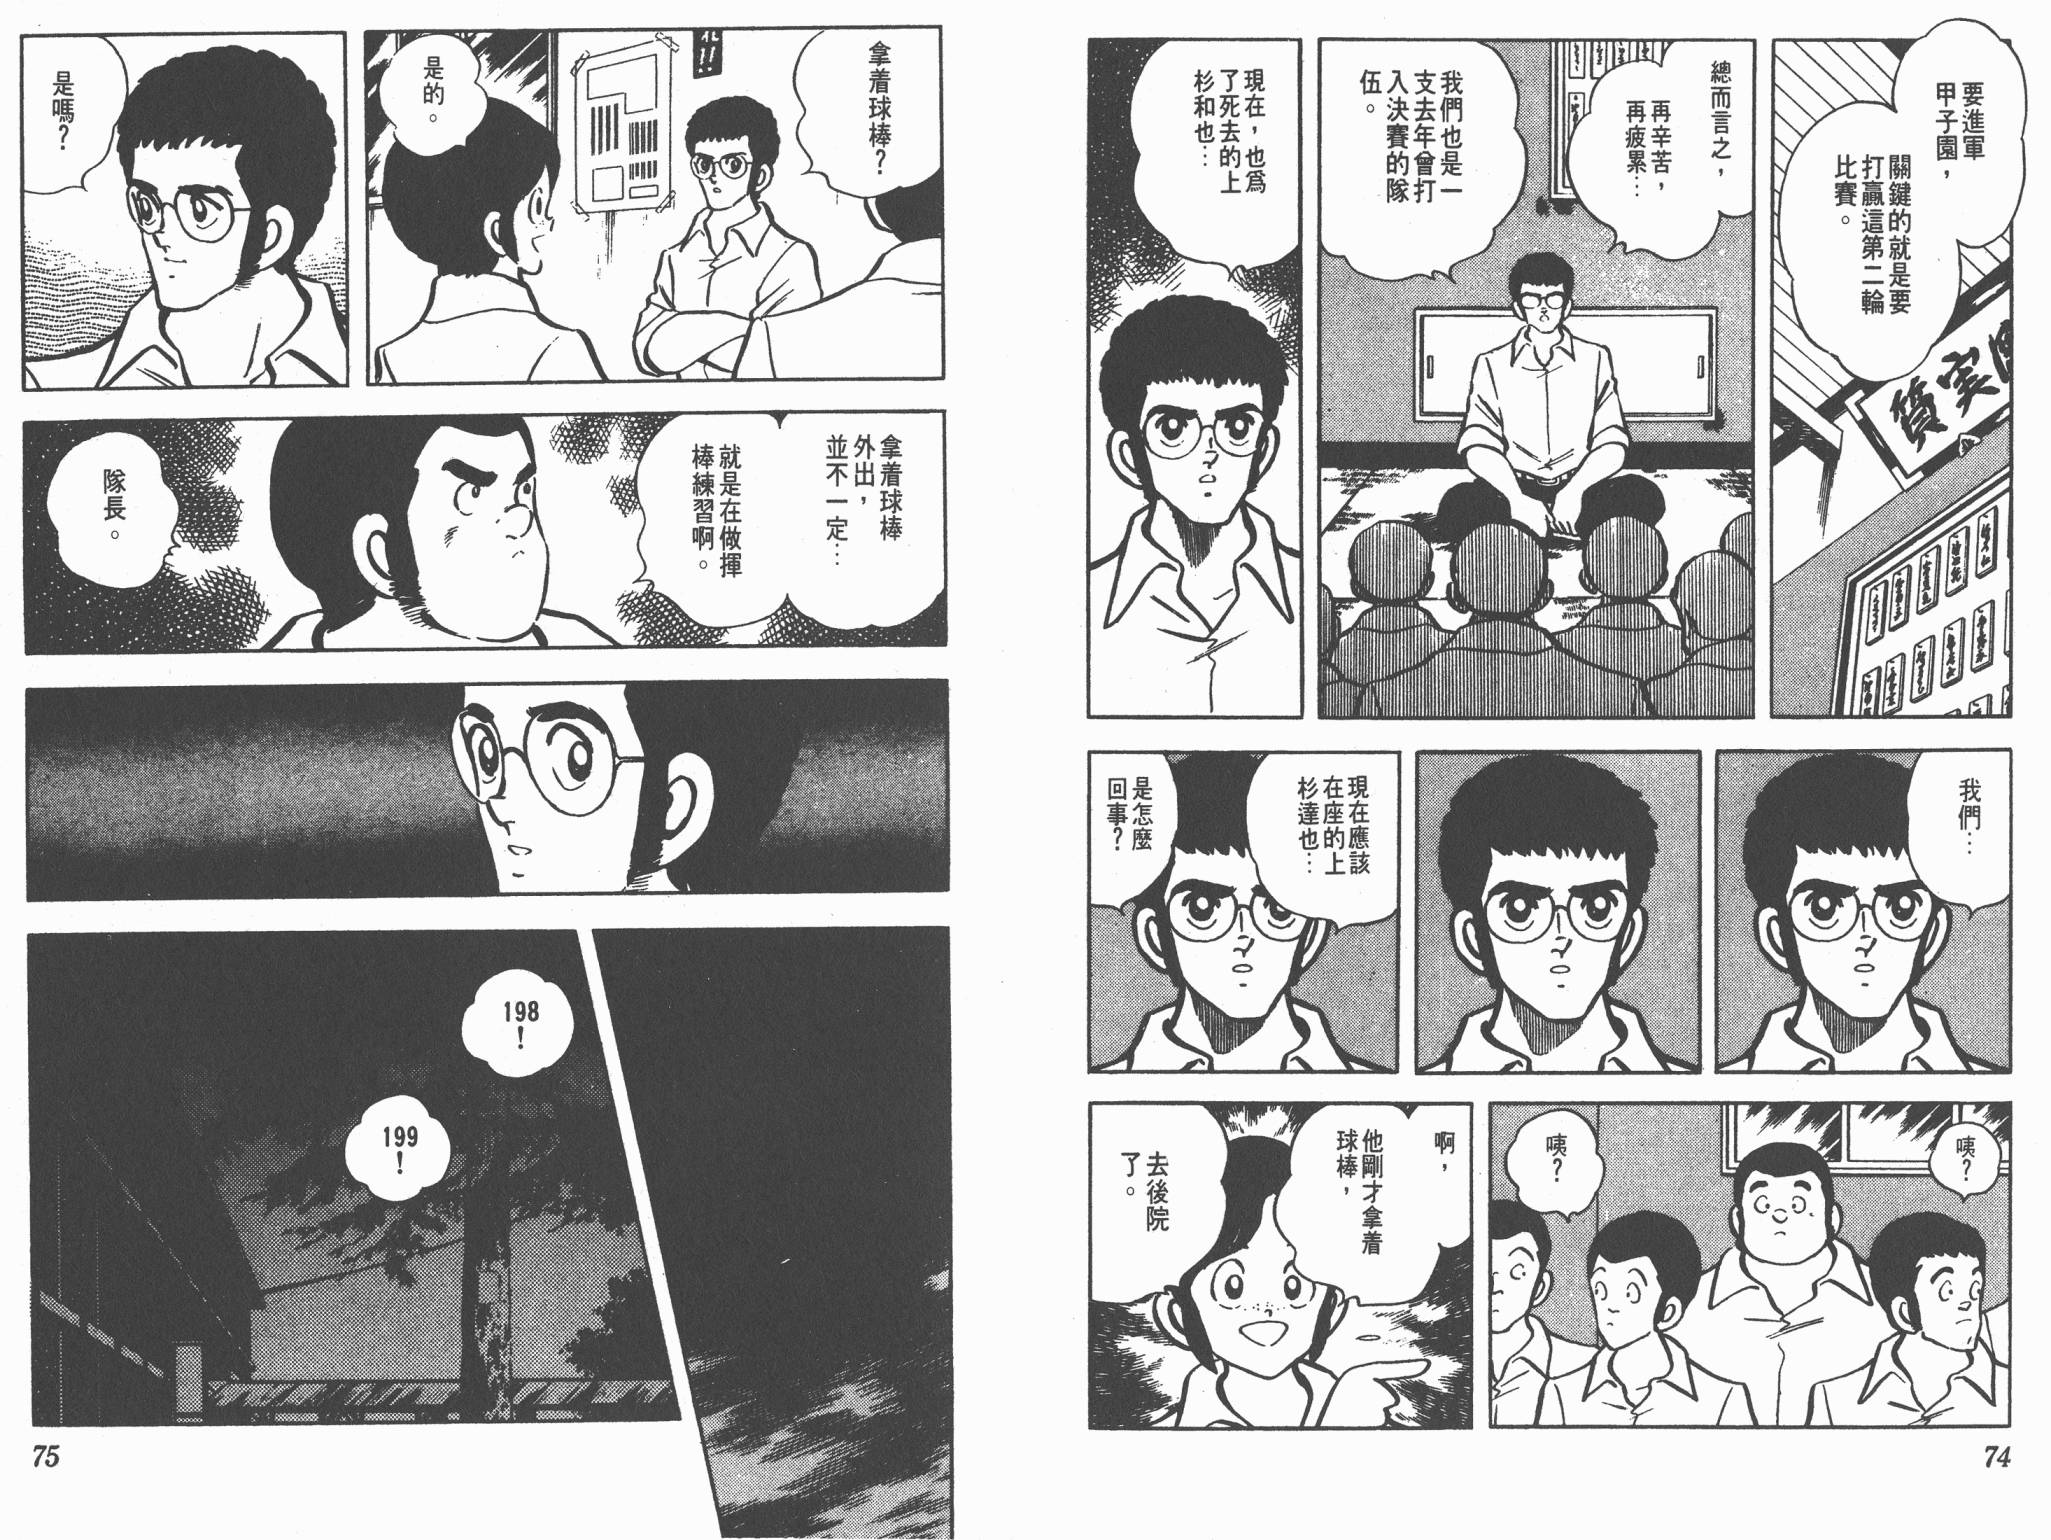 要進軍
甲子園，
關鍵的就是要
打贏這第二輪
比賽。
質実
總而言之，
再辛苦，
再疲累…
我們也是一
支去年曾打
入決賽的隊
伍。
現在，也爲
了死去的上
杉和也…
我們…
現在應該
在座的上
杉達也…
是怎麼
回事？
咦？
咦？
啊，
他剛才拿着
球棒，
去後院
了。
74
拿着球棒？
!!
是的。
是嗎？
拿着球棒
外出，
並不一定…
就是在做揮
棒練習啊。
隊長。
198
！
199
！
75